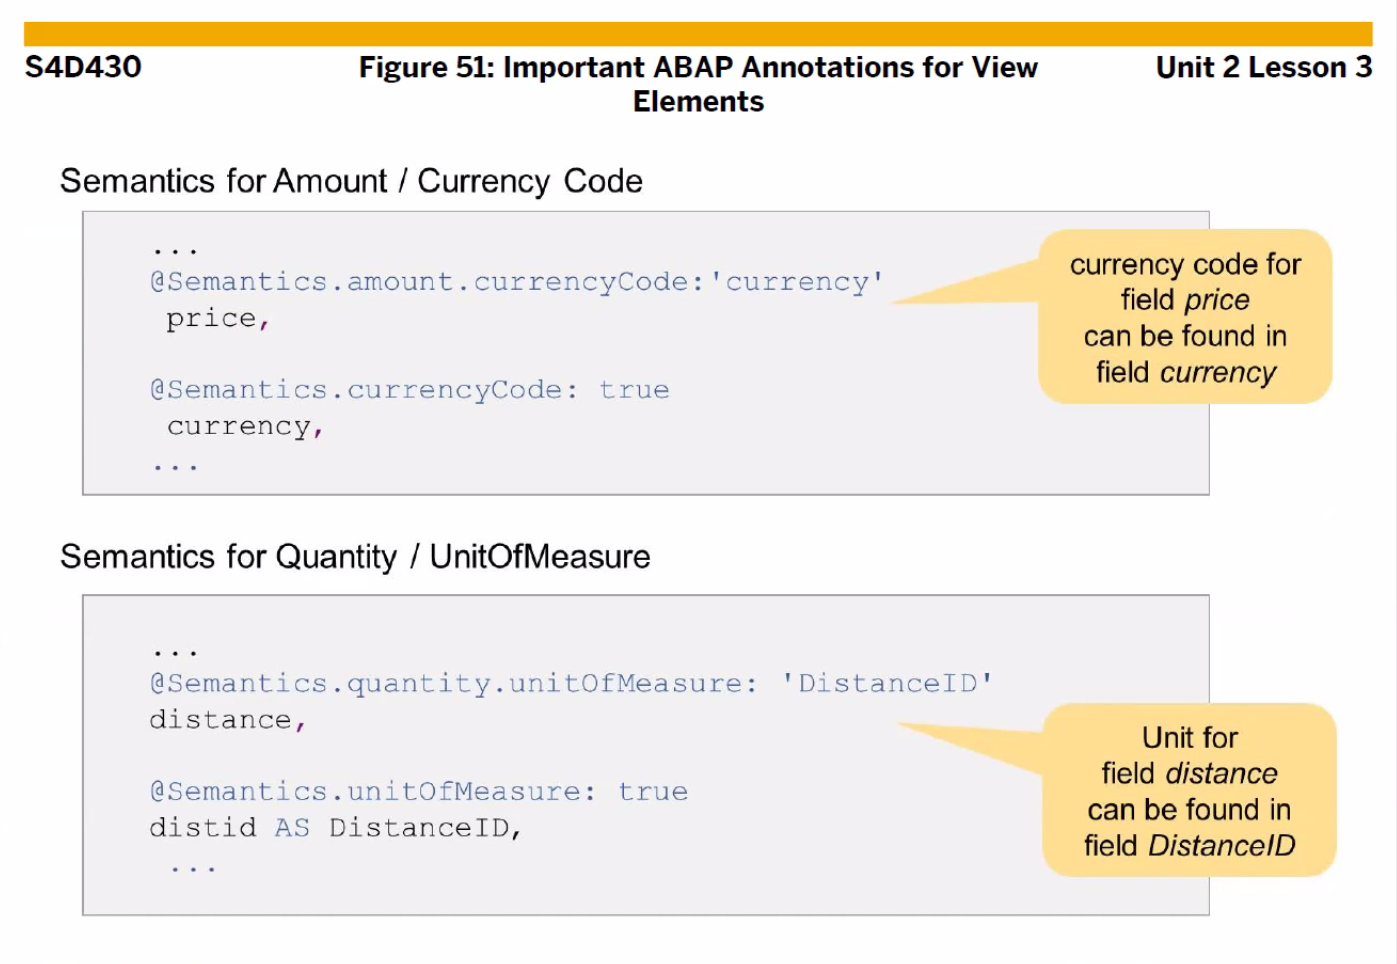 S4D430
Figure 51: Important ABAP Annotations for View
Elements
Unit 2 Lesson 3
Semantics for Amount / Currency Code
...
@Semantics.amount.currencyCode:'currency'
price,
@Semantics.currencyCode: true
currency,
...
currency code for
field price
can be found in
field currency
Semantics for Quantity / UnitOfMeasure
...
@Semantics.quantity.unitOfMeasure: 'DistanceID'
distance,
@Semantics.unitOfMeasure: true
distid AS DistanceID,
...
Unit for
field distance
can be found in
field DistanceID